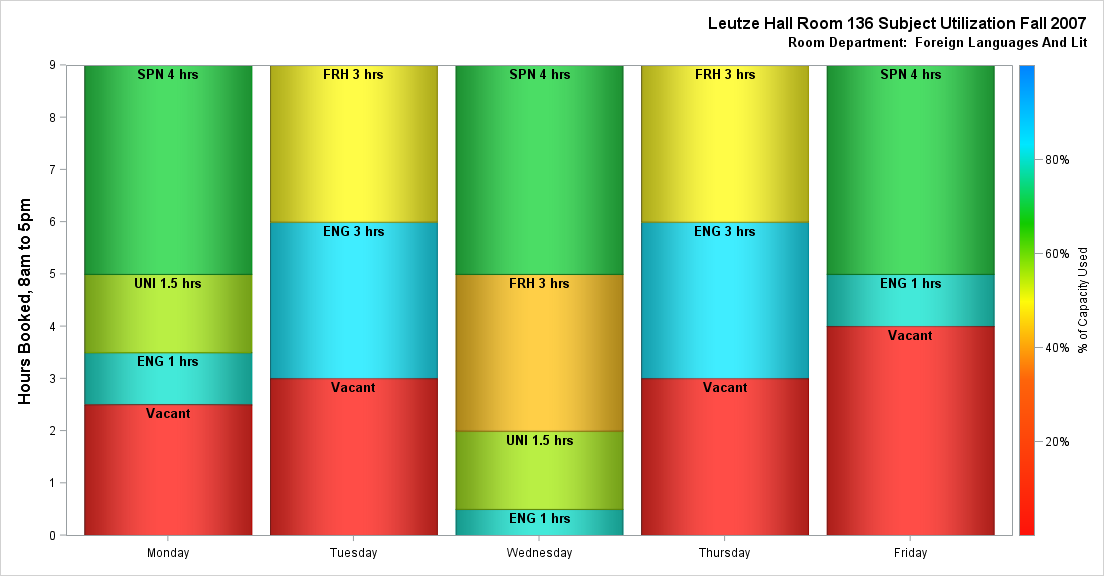 Leutze Hall Room 136 Subject Utilization Fall 2007
Room Department: Foreign Languages And Lit
Hours Booked, 8am to 5pm
9
8
7
6
5
4
3
2
1
0
SPN 4 hrs
UNI 1.5 hrs
ENG 1 hrs
Vacant
FRH 3 hrs
ENG 3 hrs
Vacant
SPN 4 hrs
FRH 3 hrs
UNI 1.5 hrs
ENG 1 hrs
FRH 3 hrs
ENG 3 hrs
Vacant
SPN 4 hrs
ENG 1 hrs
Vacant
Monday
Tuesday
Wednesday
Thursday
Friday
80%
60%
40%
20%
% of Capacity Used